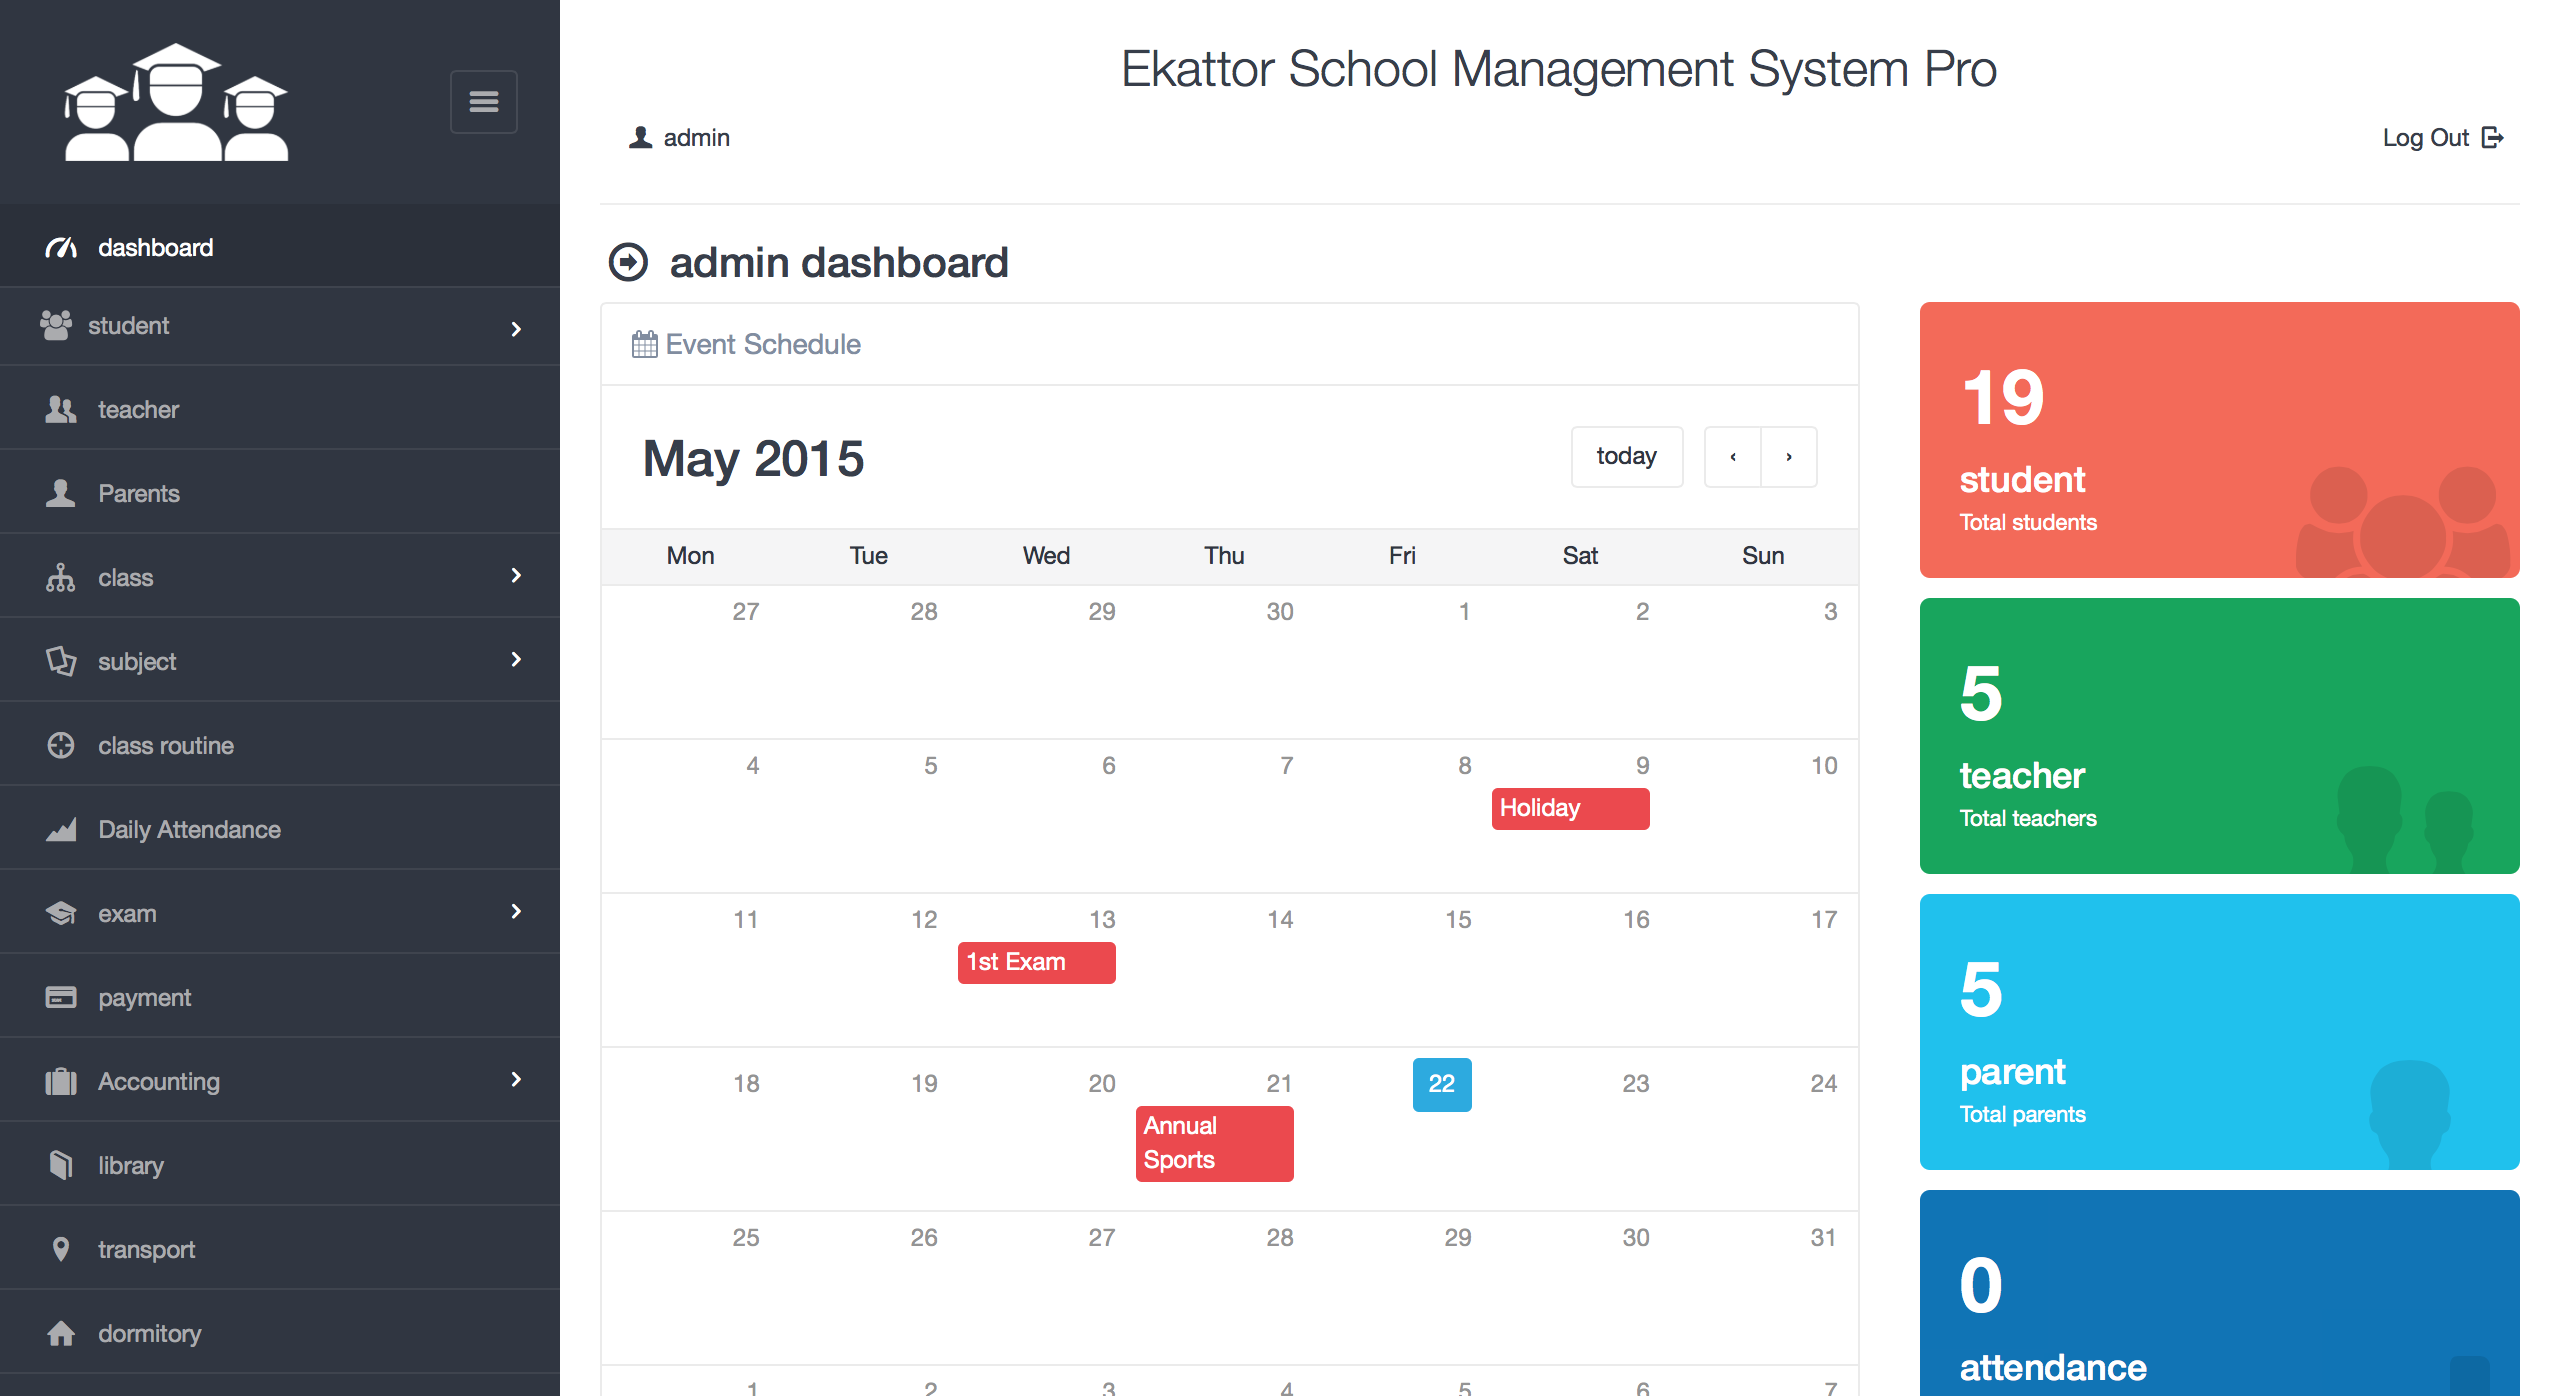 Ekattor School Management System Pro
admin
Log Out
dashboard
student
teacher
Parents
class
subject
class routine
Daily Attendance
exam
payment
Accounting
library
transport
dormitory
admin dashboard
Event Schedule
May 2015
today
‹ ›
Mon Tue Wed Thu Fri Sat Sun
27 28 29 30 1 2 3
4 5 6 7 8 9 10
Holiday
11 12 13 14 15 16 17
1st Exam
18 19 20 21 22 23 24
Annual
Sports
25 26 27 28 29 30 31
1 2 3 4 5 6 7
19
student
Total students
5
teacher
Total teachers
5
parent
Total parents
0
attendance